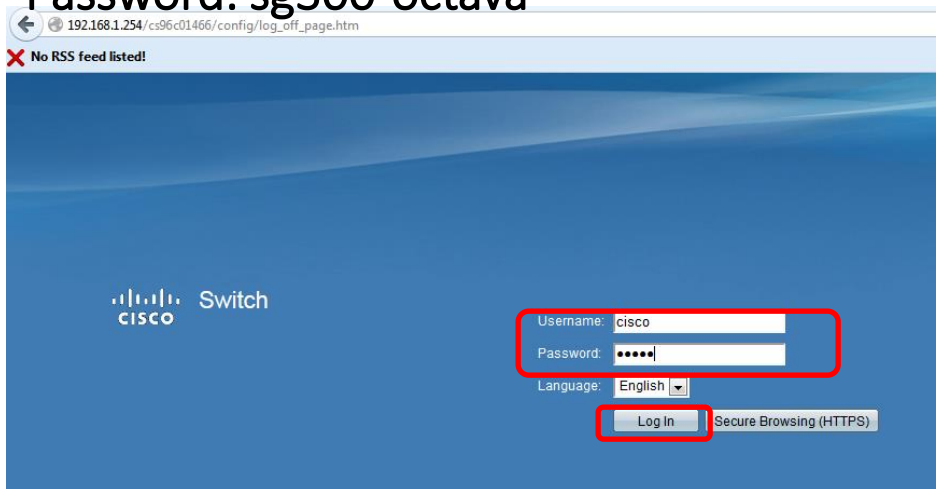 Password: sg300-octava
192.168.1.254/cs96c01466/config/log_off_page.htm
No RSS feed listed!
CISCO Switch
Username: cisco
Password: •••••
Language: English
Log In Secure Browsing (HTTPS)